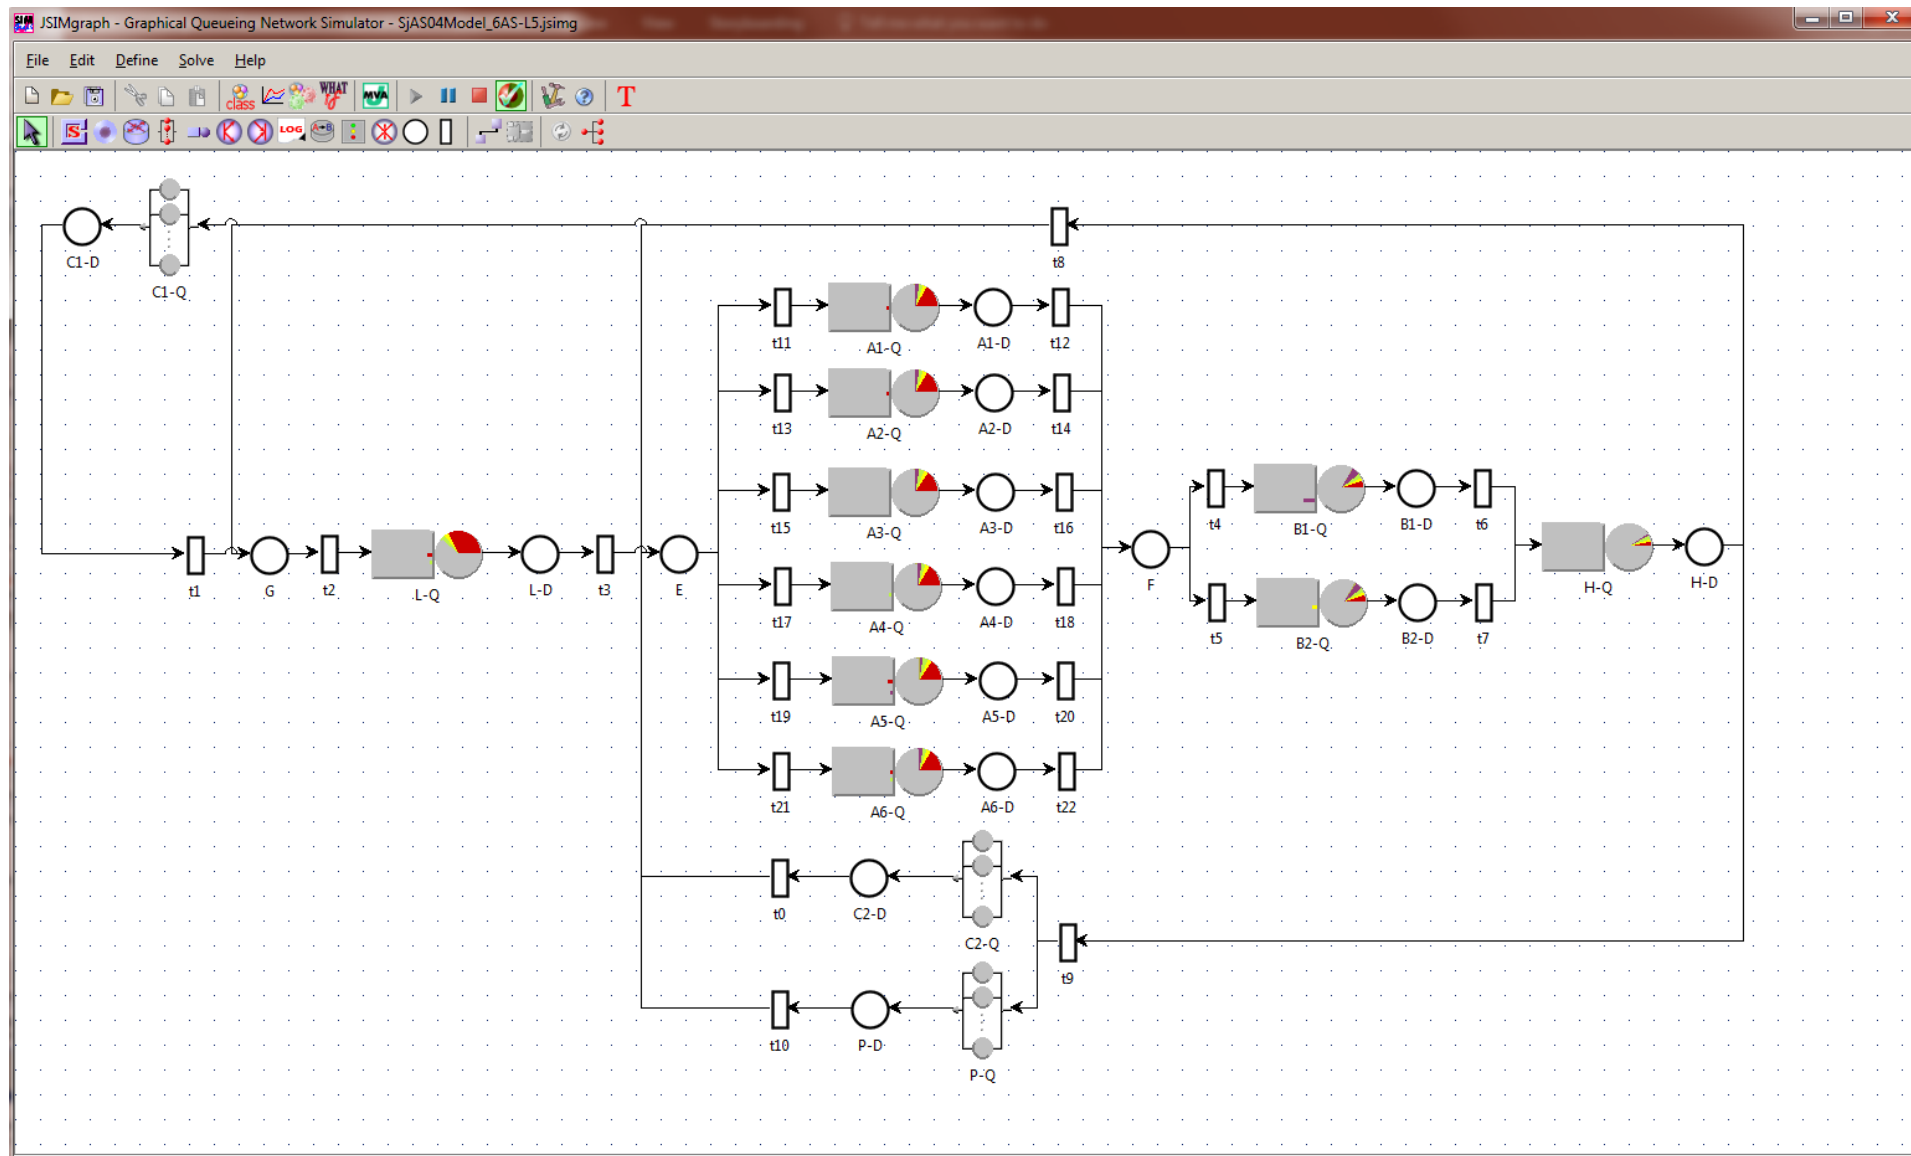 JSIMgraph - Graphical Queueing Network Simulator - SjAS04Model_6AS-L5.jsimg
File Edit Define Solve Help
class WHAT IF MVA T
S LOG A→B
C1-D
C1-Q
t8
t11 A1-Q A1-D t12
t13 A2-Q A2-D t14
t15 A3-Q A3-D t16
t4 B1-Q B1-D t6
t1 G t2 L-Q L-D t3 E
F
H-Q H-D
t17 A4-Q A4-D t18
t5 B2-Q B2-D t7
t19 A5-Q A5-D t20
t21 A6-Q A6-D t22
t0 C2-D
C2-Q
t9
t10 P-D
P-Q